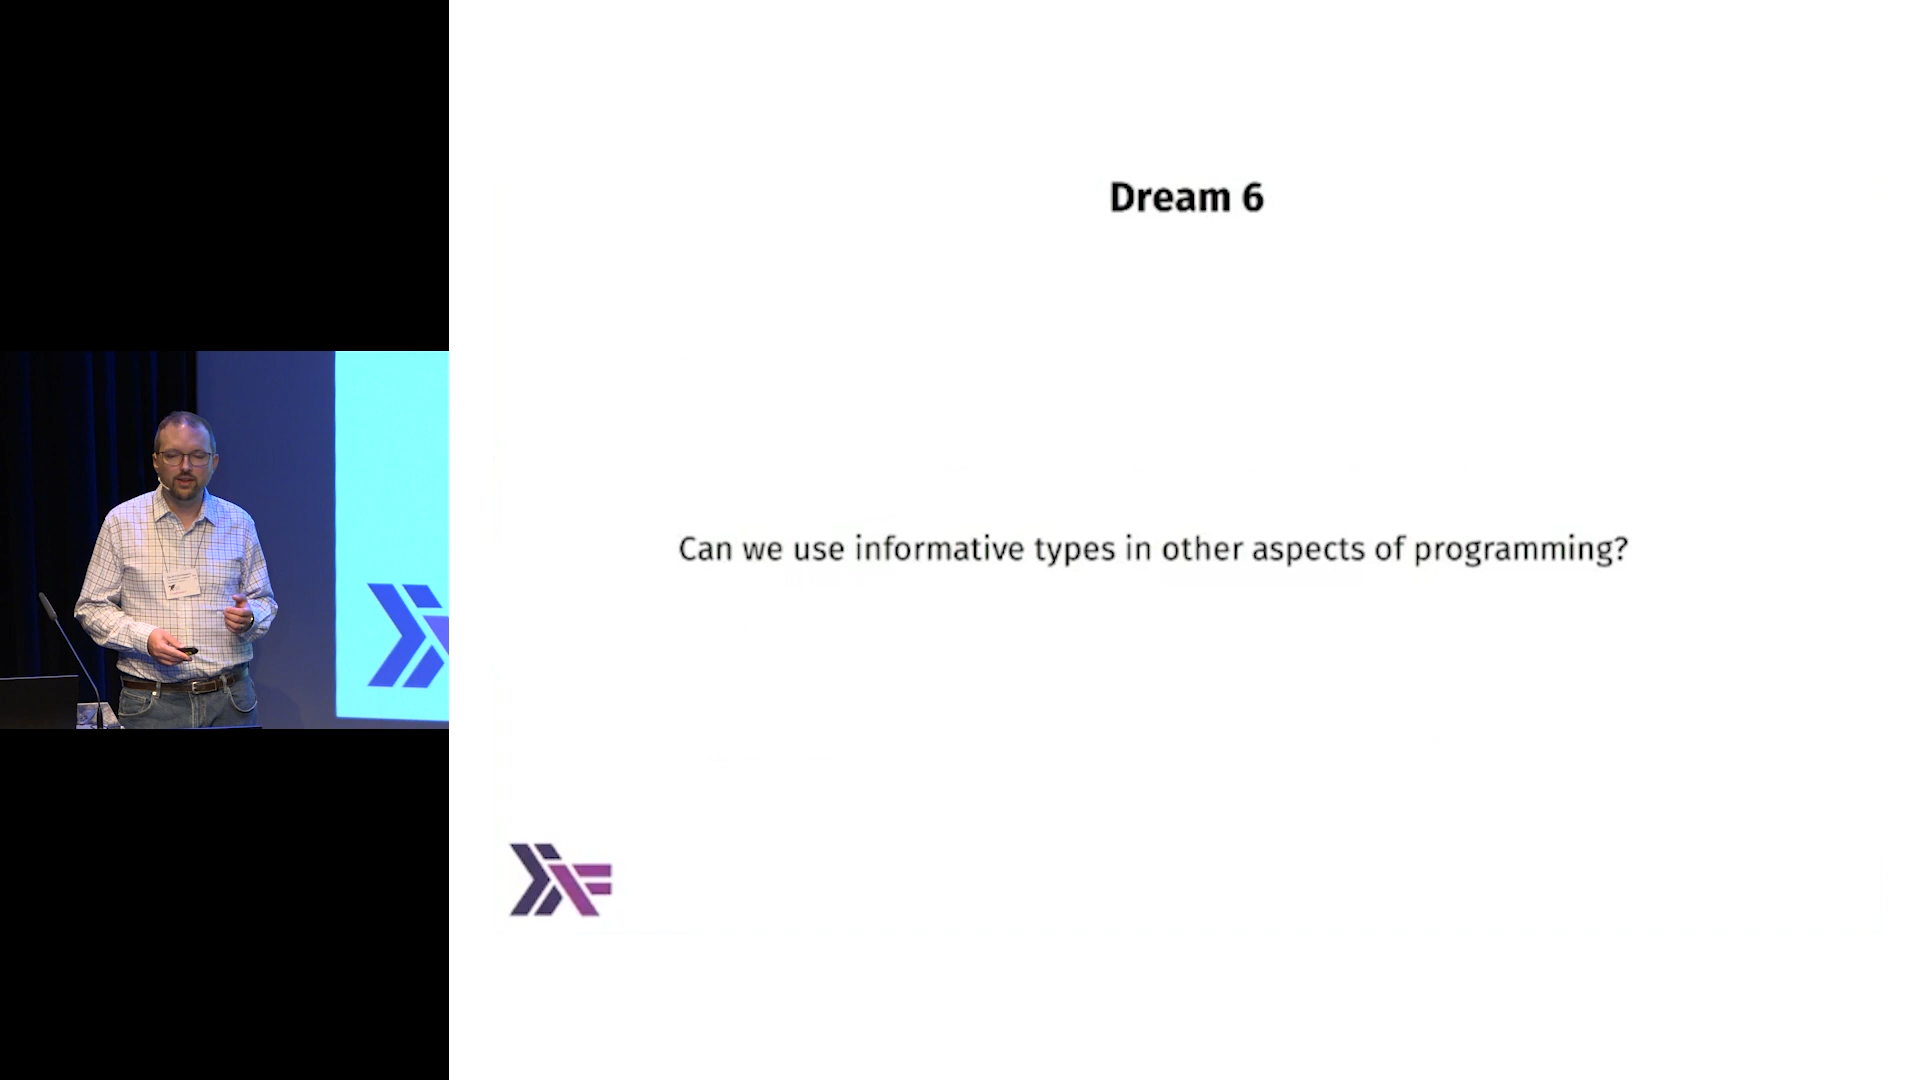 Dream 6
Can we use informative types in other aspects of programming?